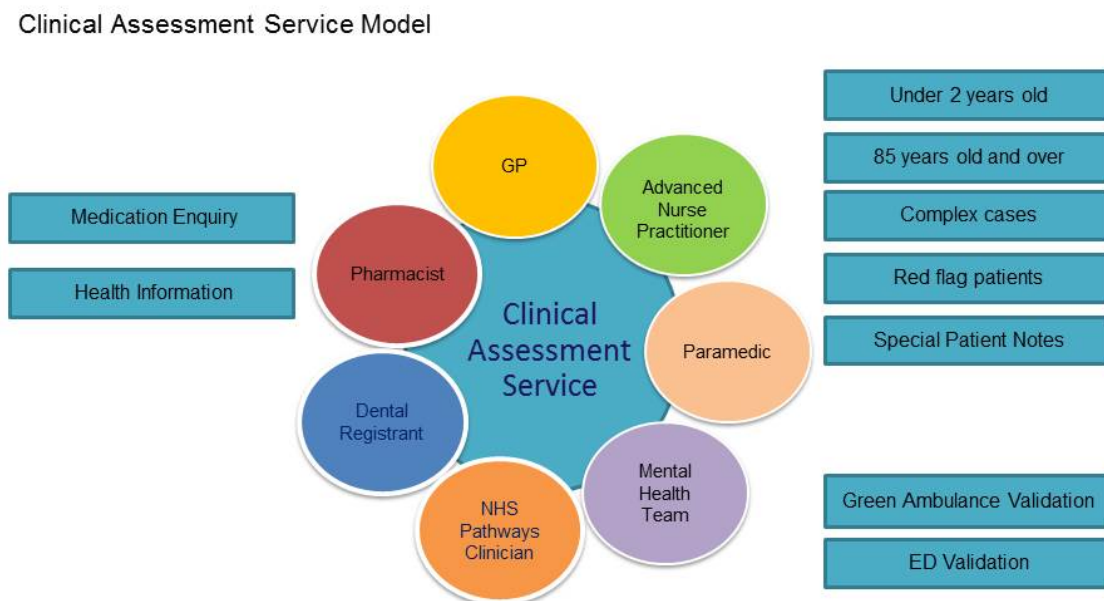 Clinical Assessment Service Model
Medication Enquiry
Health Information
GP
Advanced
Nurse
Practitioner
Pharmacist
Clinical
Assessment
Service
Paramedic
Dental
Registrant
Mental
Health
Team
NHS
Pathways
Clinician
Under 2 years old
85 years old and over
Complex cases
Red flag patients
Special Patient Notes
Green Ambulance Validation
ED Validation